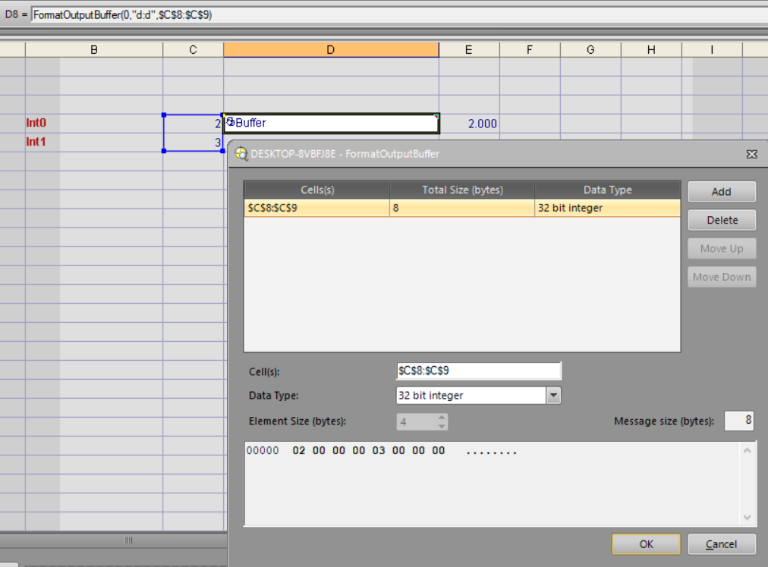 D8 = FormatOutputBuffer(0,"d:d",$C$8:$C$9)
B C D E F G H I
Int0 2 Buffer 2.000
Int1 3
DESKTOP-8VBFJ8E - FormatOutputBuffer
Cells(s) Total Size (bytes) Data Type
$C$8:$C$9 8 32 bit integer
Add
Delete
Move Up
Move Down
Cell(s): $C$8:$C$9
Data Type: 32 bit integer
Element Size (bytes): 4 Message size (bytes): 8
00000 02 00 00 00 03 00 00 00 ........
OK Cancel